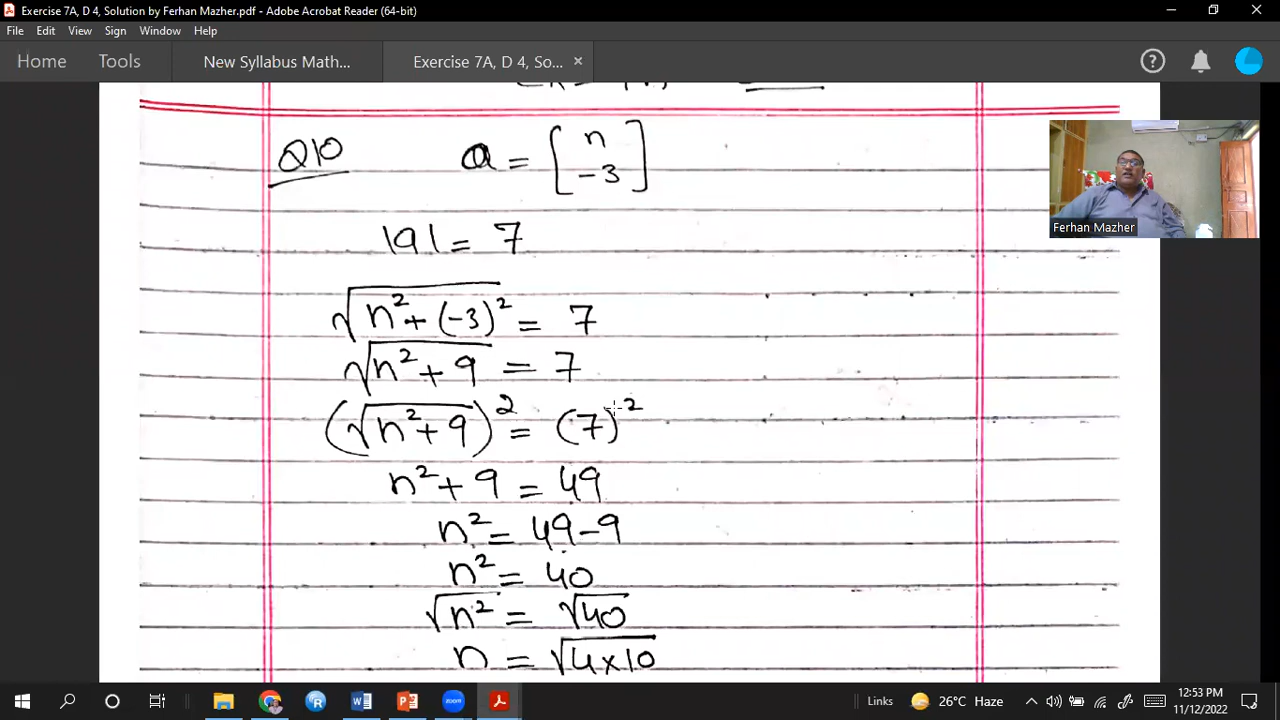 Exercise 7A, D 4, Solution by Ferhan Mazher.pdf - Adobe Acrobat Reader (64-bit)
File Edit View Sign Window Help
Home Tools New Syllabus Math... Exercise 7A, D 4, So... ×
Q10 a = [n
-3]
|a| = 7
√(n² + (-3)²) = 7
√(n² + 9) = 7
(√(n² + 9))² = (7)²
n² + 9 = 49
n² = 49 - 9
n² = 40
√n² = √40
n = √4×10
Ferhan Mazher
Links 26°C Haze 12:53 PM
11/12/2022